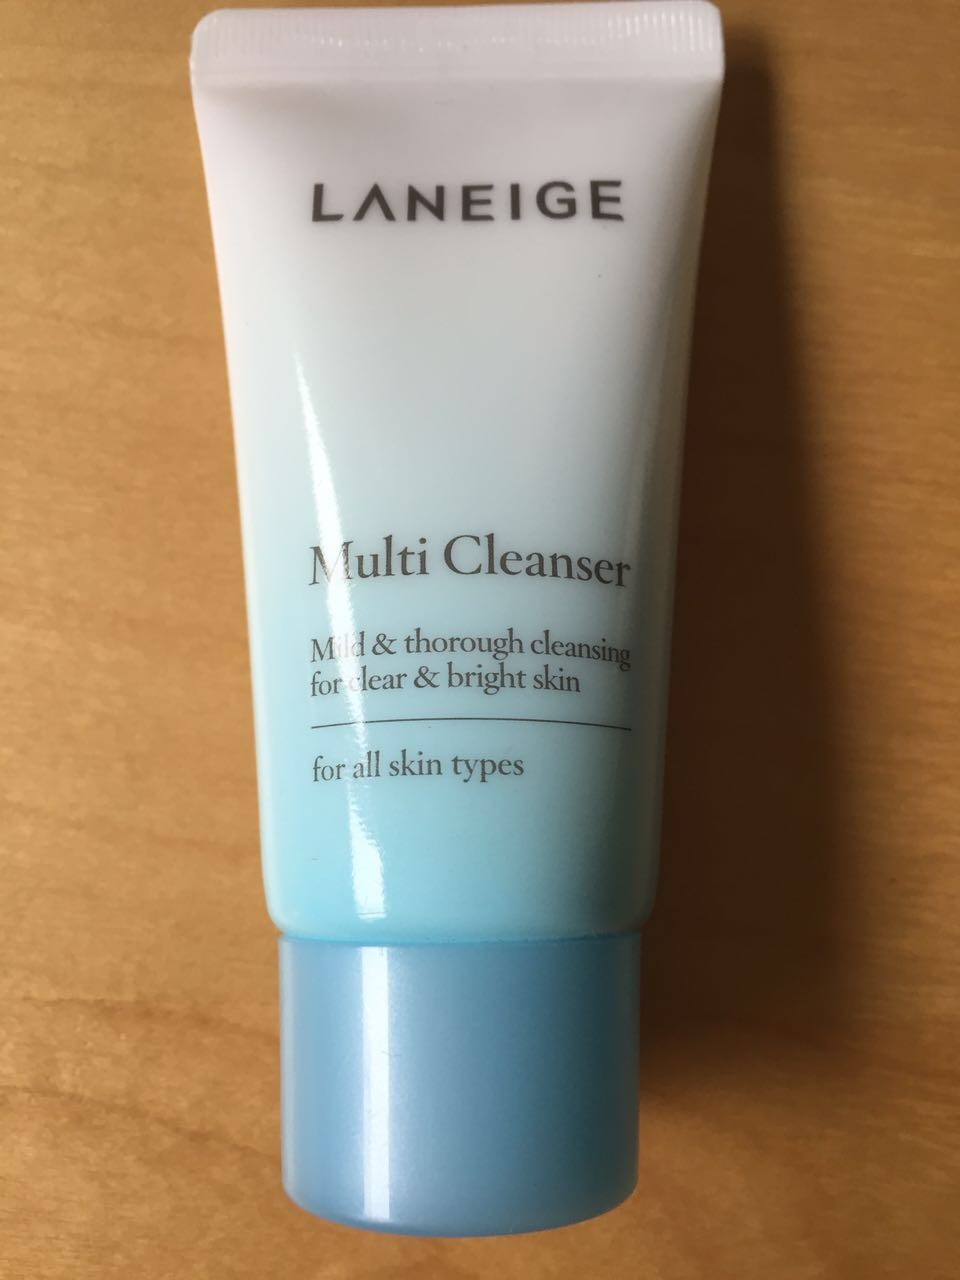 LANEIGE
Multi Cleanser
Mild & thorough cleansing
for clear & bright skin
for all skin types